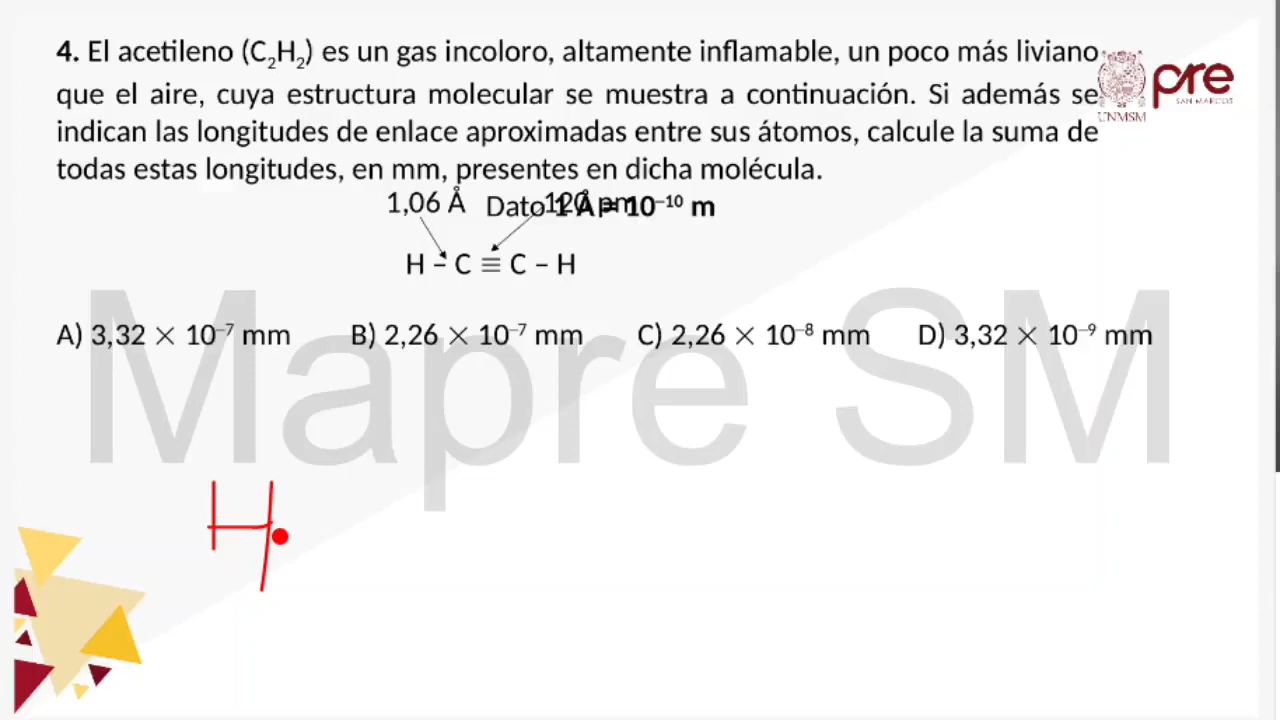 4. El acetileno (C₂H₂) es un gas incoloro, altamente inflamable, un poco más liviano
que el aire, cuya estructura molecular se muestra a continuación. Si además se
indican las longitudes de enlace aproximadas entre sus átomos, calcule la suma de
todas estas longitudes, en mm, presentes en dicha molécula.
pre
SAN MARCOS
UNMSM
1,06 Å
120 pm
Dato 1 Å = 10⁻¹⁰ m
H – C ≡ C – H
A) 3,32 × 10⁻⁷ mm B) 2,26 × 10⁻⁷ mm C) 2,26 × 10⁻⁸ mm D) 3,32 × 10⁻⁹ mm
Mapre SM
H